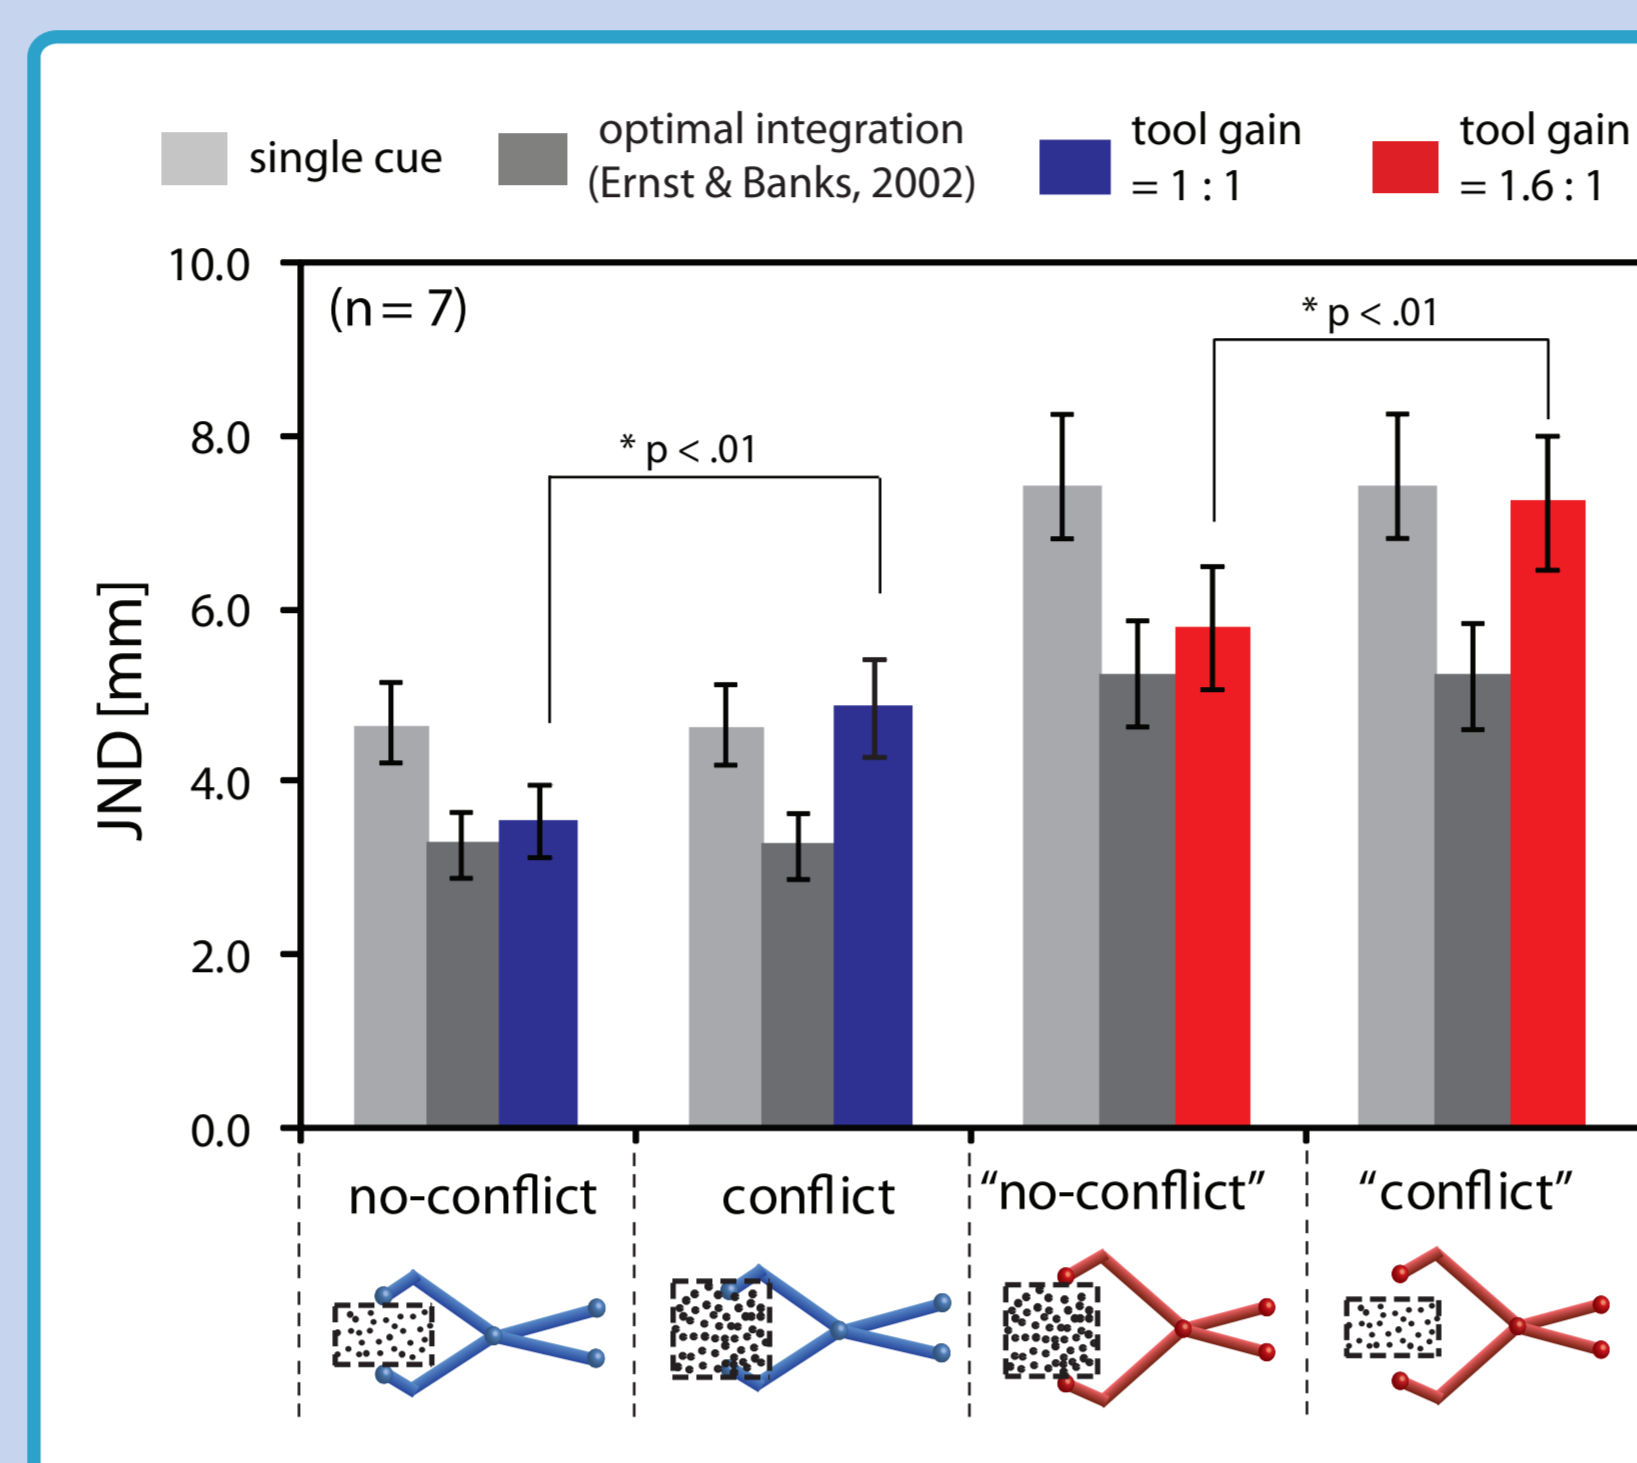 single cue
optimal integration
(Ernst & Banks, 2002)
tool gain
= 1 : 1
tool gain
= 1.6 : 1
10.0
(n = 7)
* p < .01
8.0
* p < .01
6.0
JND [mm]
4.0
2.0
0.0
no-conflict
conflict
“no-conflict”
“conflict”